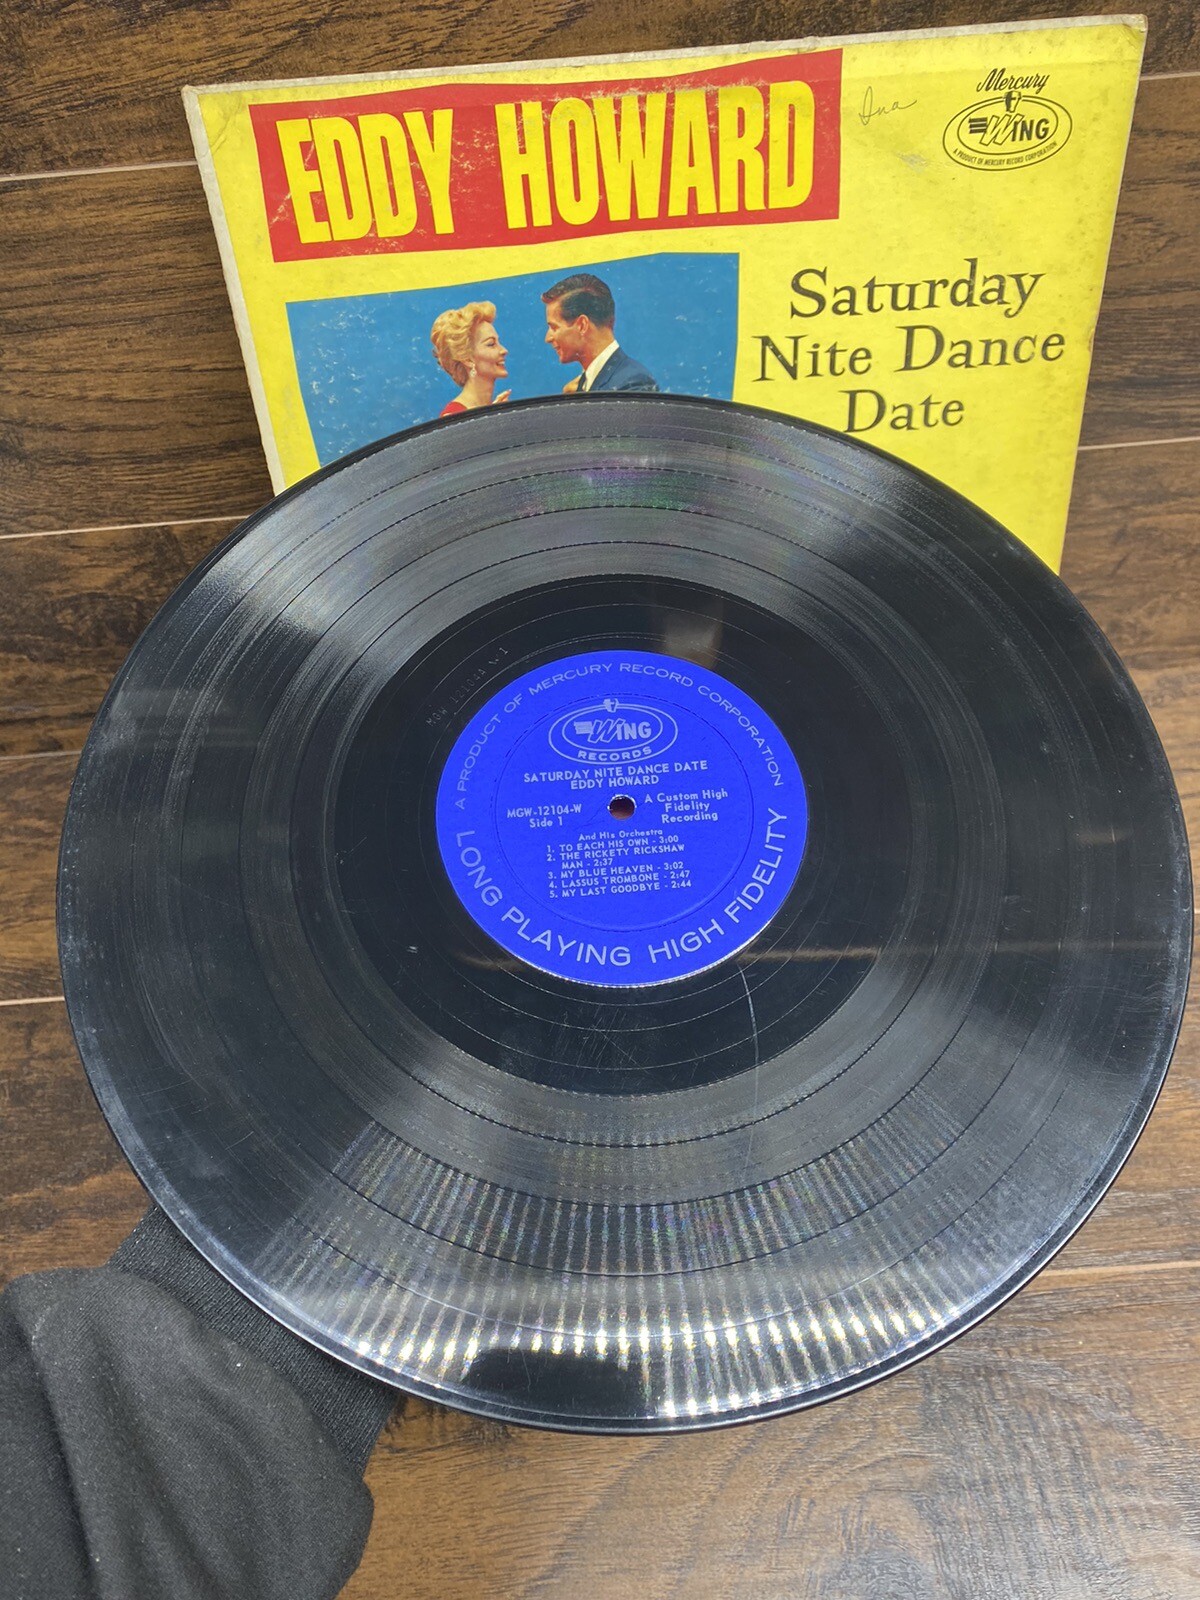 EDDY HOWARD
Ina
Mercury
WING
A PRODUCT OF MERCURY RECORD CORPORATION
Saturday
Nite Dance
Date
A PRODUCT OF MERCURY RECORD CORPORATION
WING
RECORDS
SATURDAY NITE DANCE DATE
EDDY HOWARD
MGW-12104-W
Side 1
A Custom High
Fidelity
Recording
And His Orchestra
1. TO EACH HIS OWN - 3:00
2. THE RICKETY RICKSHAW
MAN - 2:37
3. MY BLUE HEAVEN - 3:02
4. LASSUS TROMBONE - 2:47
5. MY LAST GOODBYE - 2:44
LONG PLAYING HIGH FIDELITY